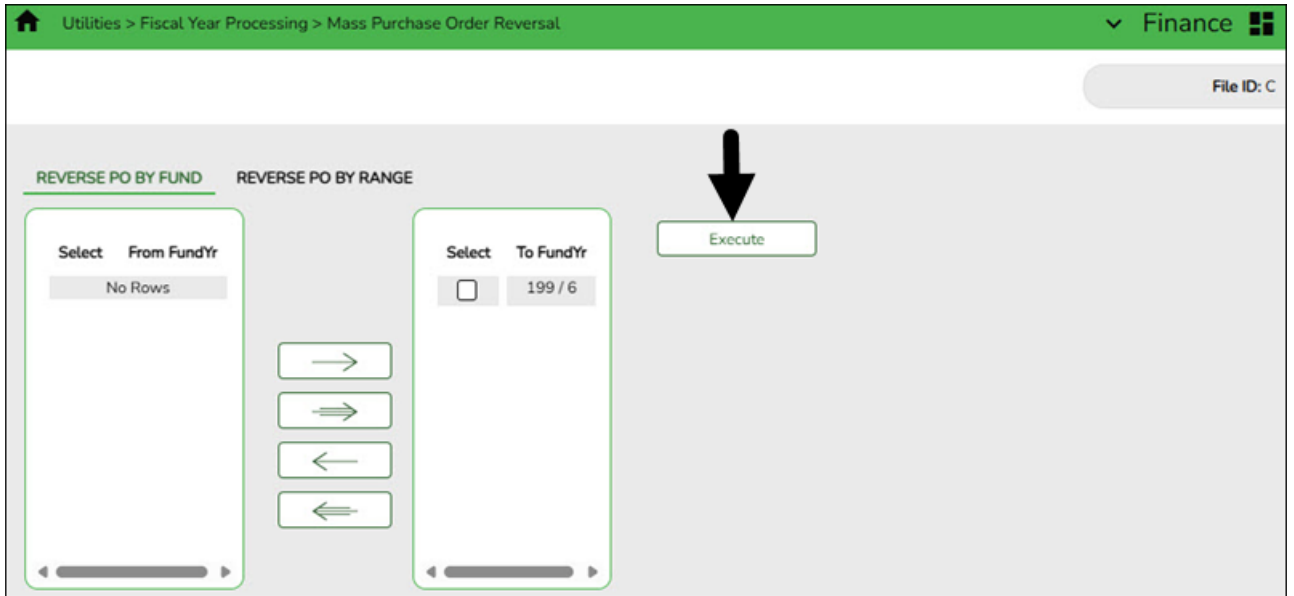 Utilities > Fiscal Year Processing > Mass Purchase Order Reversal
Finance
File ID: C
REVERSE PO BY FUND
REVERSE PO BY RANGE
Select From FundYr
No Rows
Select To FundYr
199 / 6
Execute